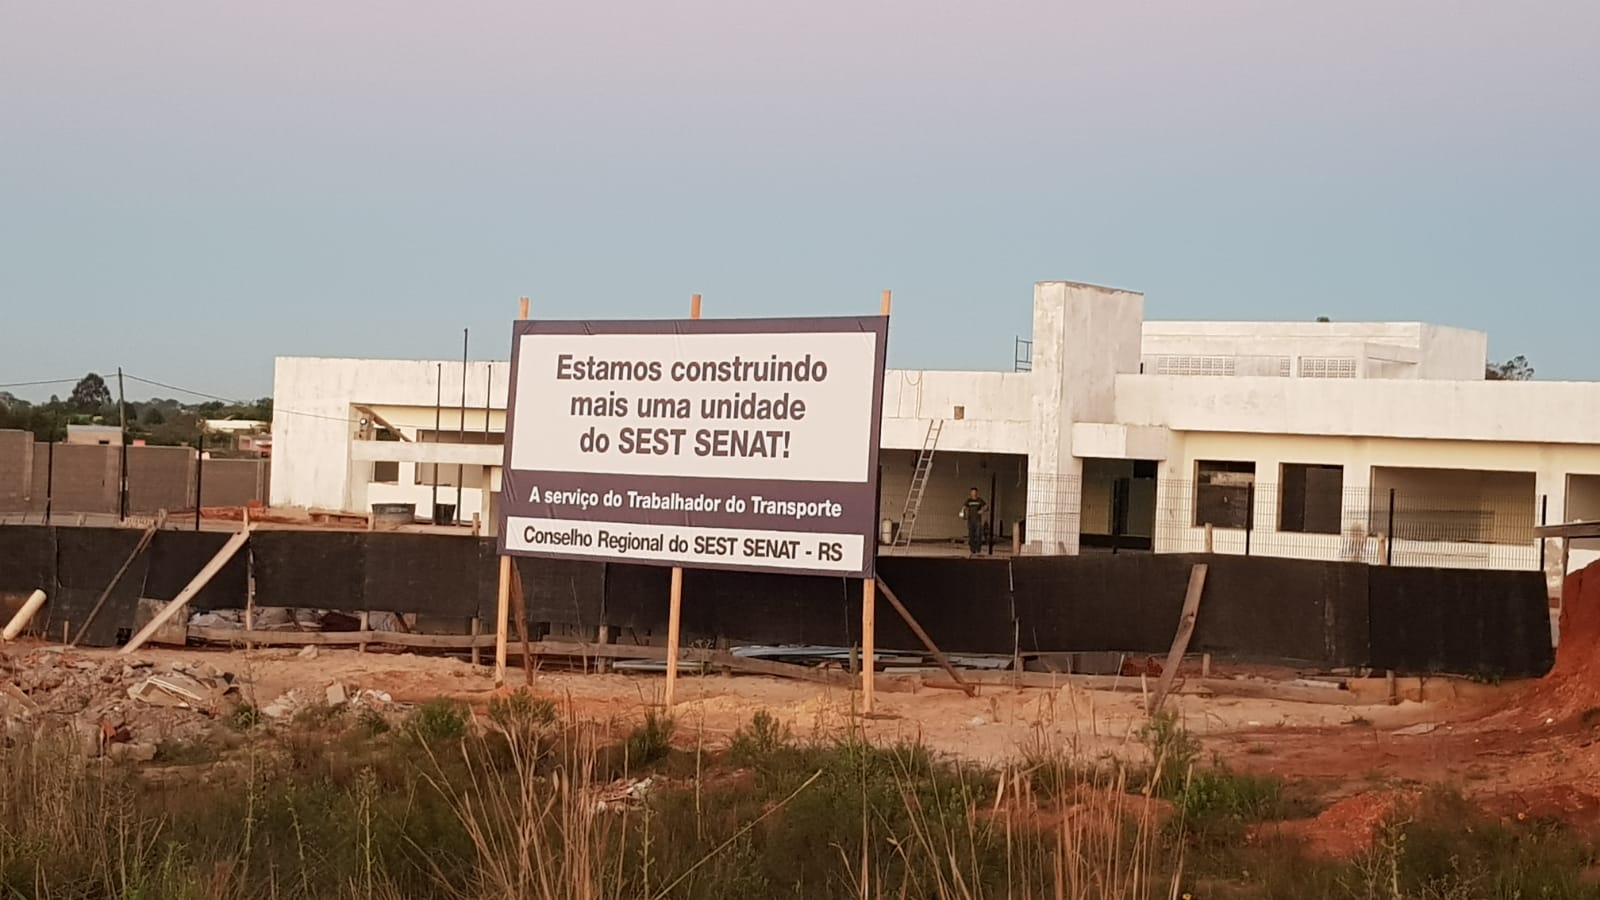 Estamos construindo
mais uma unidade
do SEST SENAT!
A serviço do Trabalhador do Transporte
Conselho Regional do SEST SENAT - RS